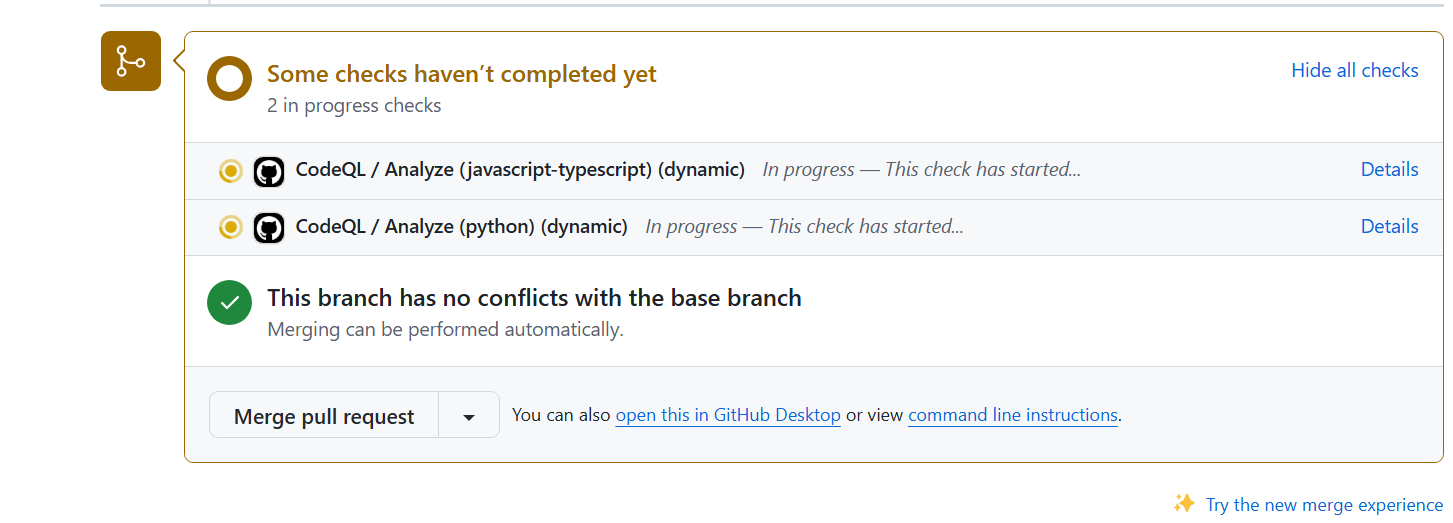 Some checks haven’t completed yet
Hide all checks
2 in progress checks
CodeQL / Analyze (javascript-typescript) (dynamic) In progress — This check has started...
Details
CodeQL / Analyze (python) (dynamic) In progress — This check has started...
Details
This branch has no conflicts with the base branch
Merging can be performed automatically.
Merge pull request
You can also open this in GitHub Desktop or view command line instructions.
Try the new merge experience